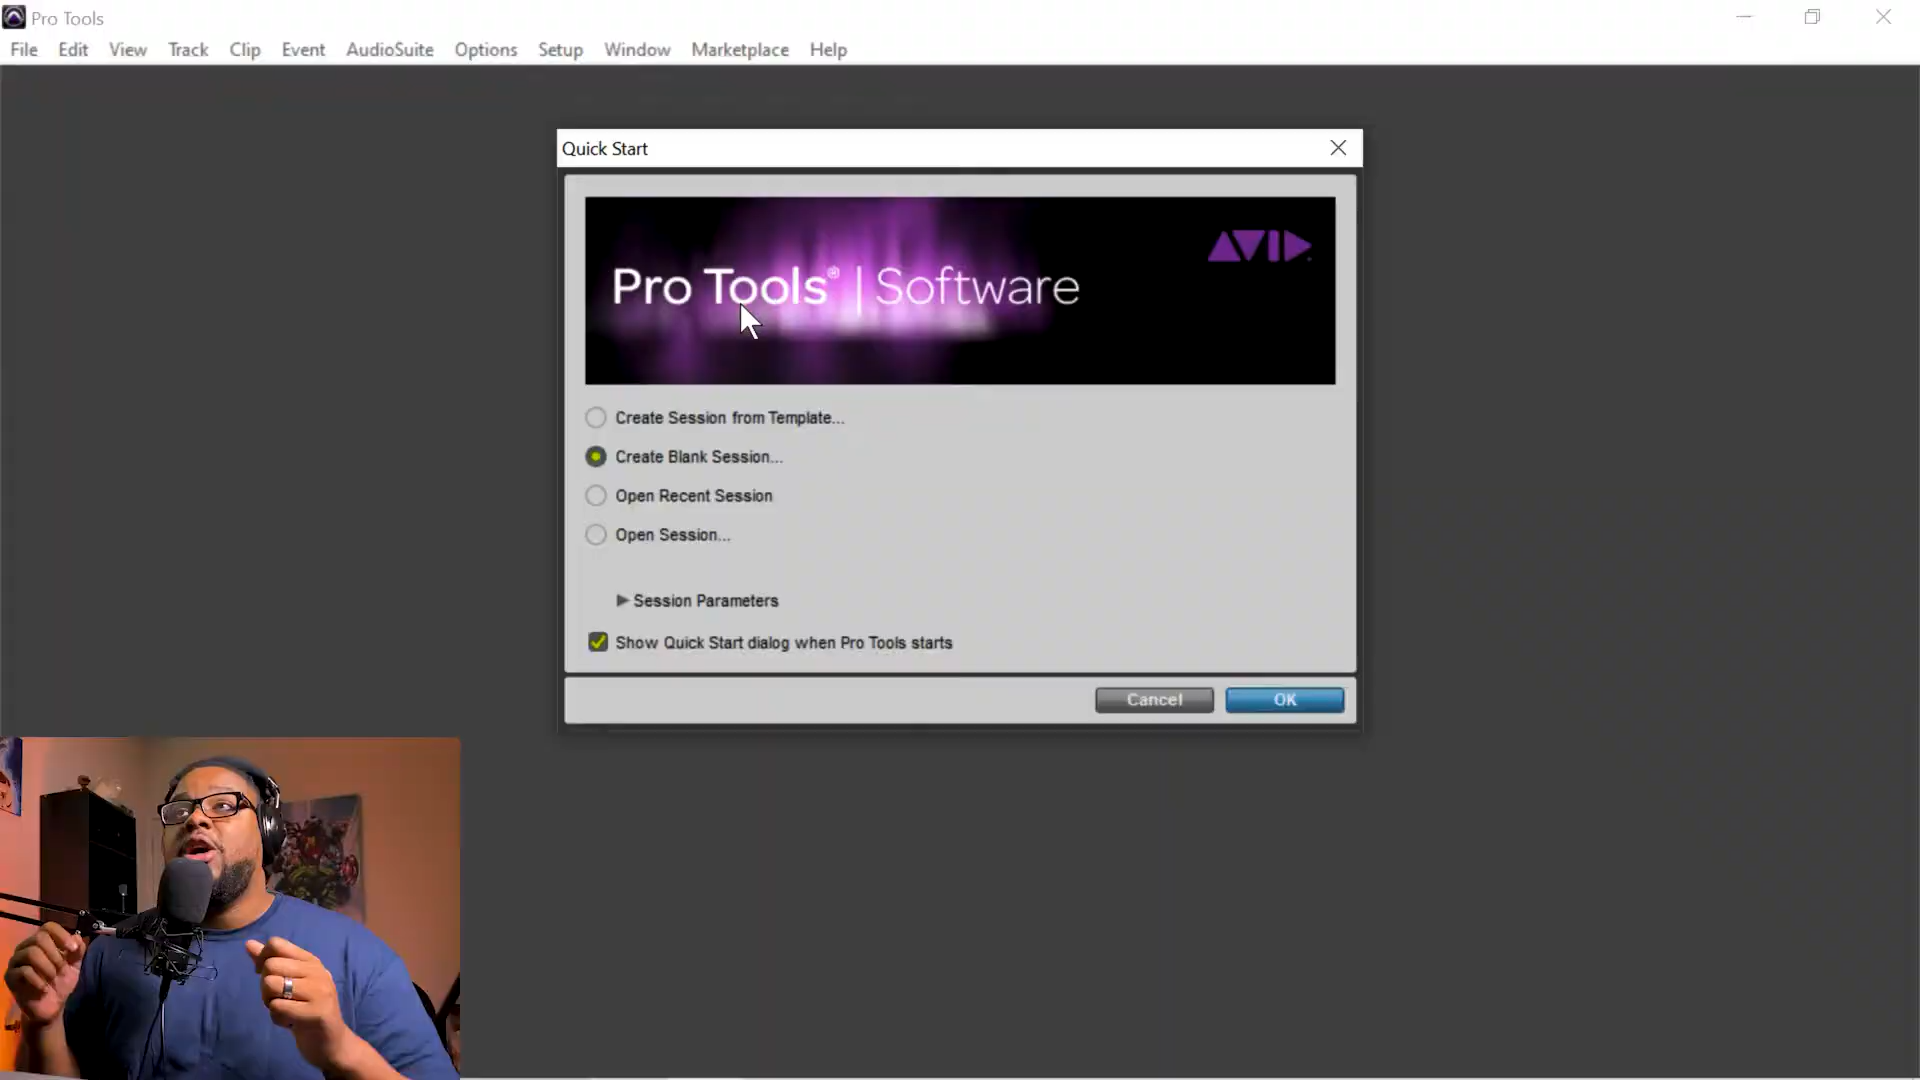 Pro Tools
File Edit View Track Clip Event AudioSuite Options Setup Window Marketplace Help
Quick Start
AVID
Pro Tools® | Software
Create Session from Template...
Create Blank Session...
Open Recent Session
Open Session...
Session Parameters
Show Quick Start dialog when Pro Tools starts
Cancel OK